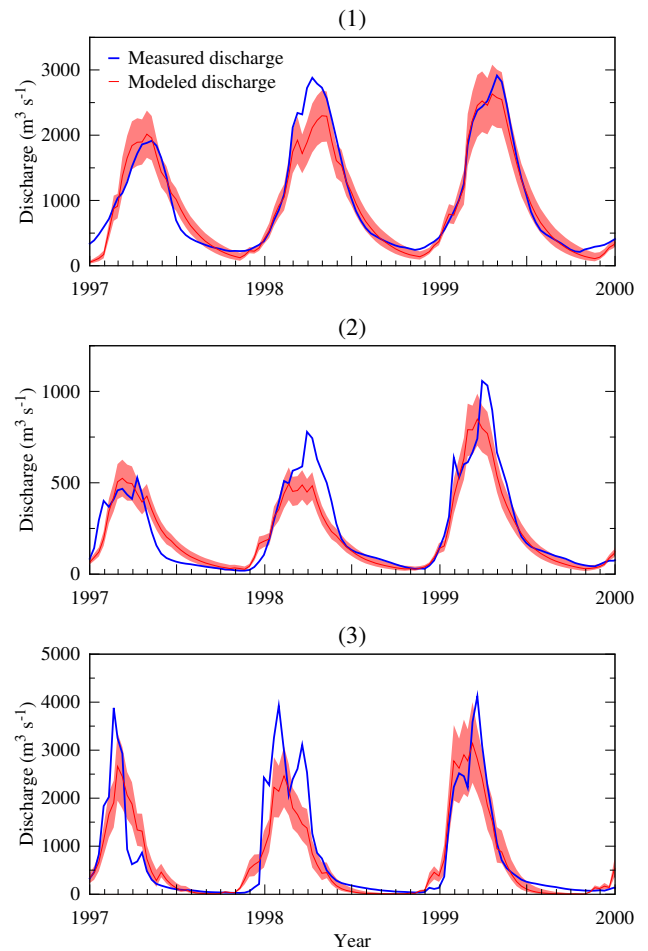 (1)
Discharge (m³ s⁻¹)
3000
2000
1000
0
Measured discharge
Modeled discharge
1997 1998 1999 2000
(2)
Discharge (m³ s⁻¹)
1000
500
0
1997 1998 1999 2000
(3)
Discharge (m³ s⁻¹)
5000
4000
3000
2000
1000
0
1997 1998 1999 2000
Year